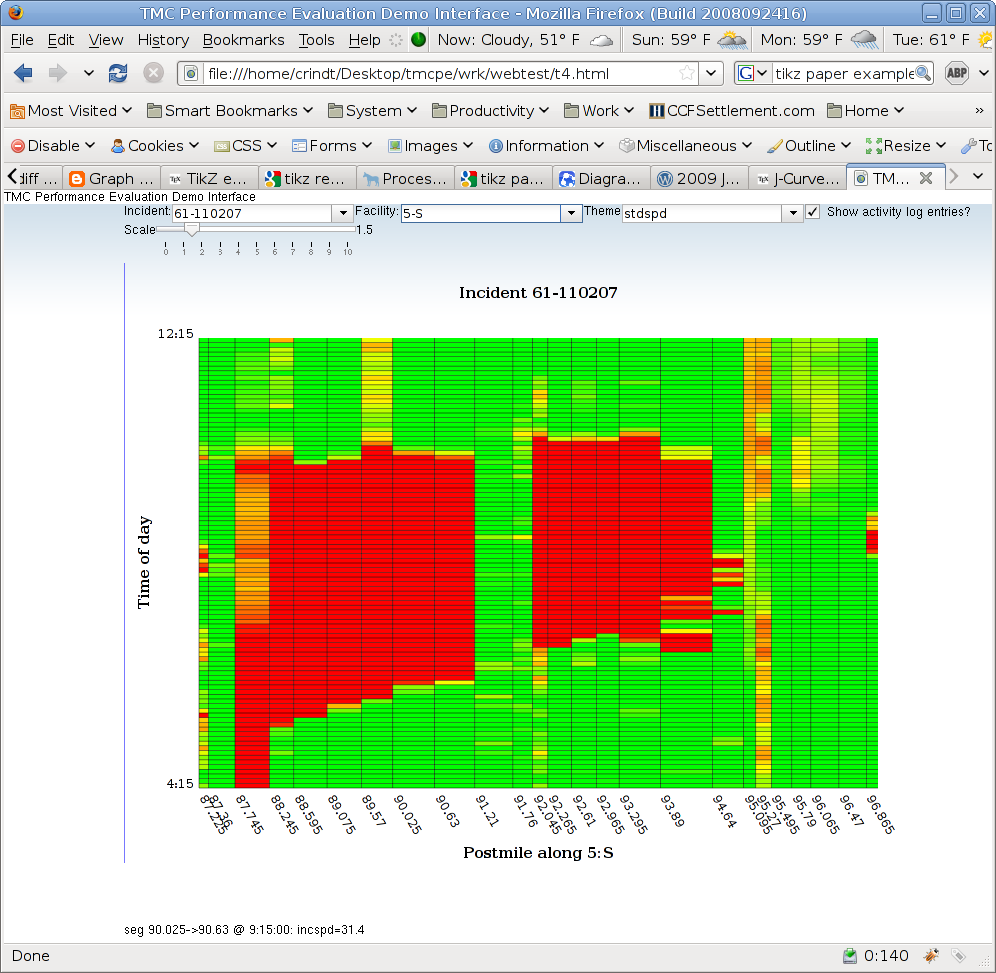 TMC Performance Evaluation Demo Interface - Mozilla Firefox (Build 2008092416)
File Edit View History Bookmarks Tools Help Now: Cloudy, 51° F Sun: 59° F Mon: 59° F Tue: 61° F
file:///home/crindt/Desktop/tmcpe/wrk/webtest/t4.html G tikz paper example ABP
Most Visited Smart Bookmarks System Productivity Work CCFSettlement.com Home »
Disable Cookies CSS Forms Images Information Miscellaneous Outline Resize
diff ... Graph ... TikZ e... tikz re... Proces... tikz pa... Diagra... 2009 J... J-Curve... TM...
TMC Performance Evaluation Demo Interface
Incident 61-110207 Facility: 5-S Theme stdspd Show activity log entries?
Scale 1.5
0 1 2 3 4 5 6 7 8 9 10
Incident 61-110207
12:15
Time of day
4:15
87.225 87.36 87.745 88.245 88.595 89.075 89.57 90.025 90.63 91.21 91.76 92.045 92.265 92.61 92.965 93.295 93.89 94.64 95.095 95.27 95.495 95.79 96.065 96.47 96.865
Postmile along 5:S
seg 90.025->90.63 @ 9:15:00: incspd=31.4
Done 0:140